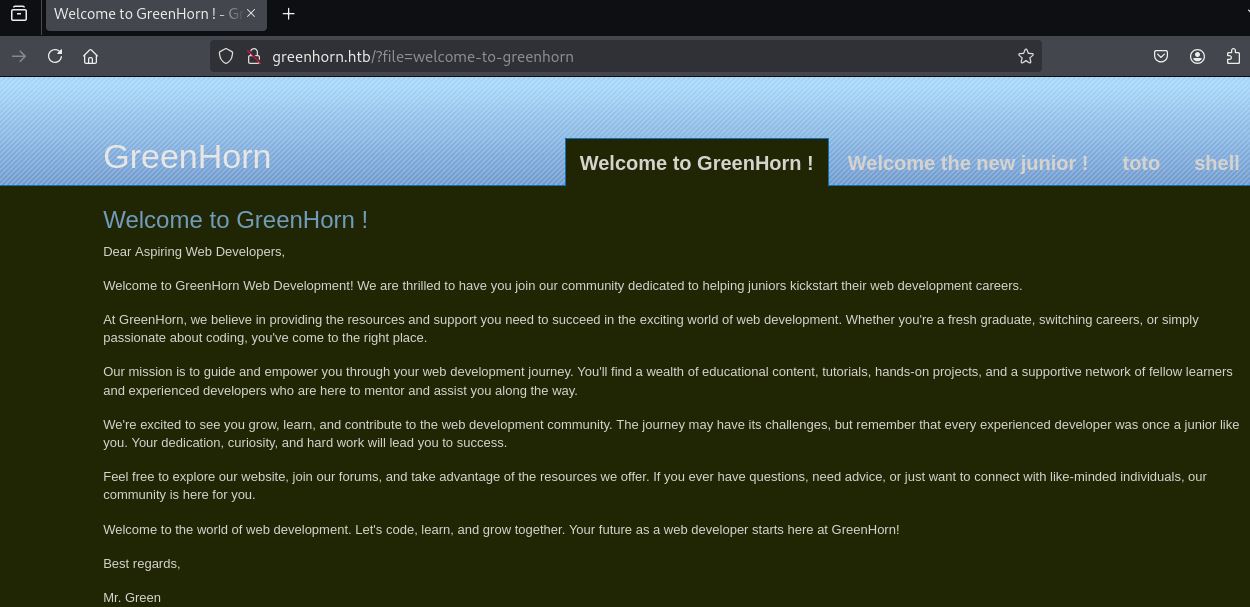 Welcome to GreenHorn ! - Gr
greenhorn.htb/?file=welcome-to-greenhorn
GreenHorn
Welcome to GreenHorn !
Welcome the new junior !
toto
shell
Welcome to GreenHorn !
Dear Aspiring Web Developers,
Welcome to GreenHorn Web Development! We are thrilled to have you join our community dedicated to helping juniors kickstart their web development careers.
At GreenHorn, we believe in providing the resources and support you need to succeed in the exciting world of web development. Whether you're a fresh graduate, switching careers, or simply
passionate about coding, you've come to the right place.
Our mission is to guide and empower you through your web development journey. You'll find a wealth of educational content, tutorials, hands-on projects, and a supportive network of fellow learners
and experienced developers who are here to mentor and assist you along the way.
We're excited to see you grow, learn, and contribute to the web development community. The journey may have its challenges, but remember that every experienced developer was once a junior like
you. Your dedication, curiosity, and hard work will lead you to success.
Feel free to explore our website, join our forums, and take advantage of the resources we offer. If you ever have questions, need advice, or just want to connect with like-minded individuals, our
community is here for you.
Welcome to the world of web development. Let's code, learn, and grow together. Your future as a web developer starts here at GreenHorn!
Best regards,
Mr. Green